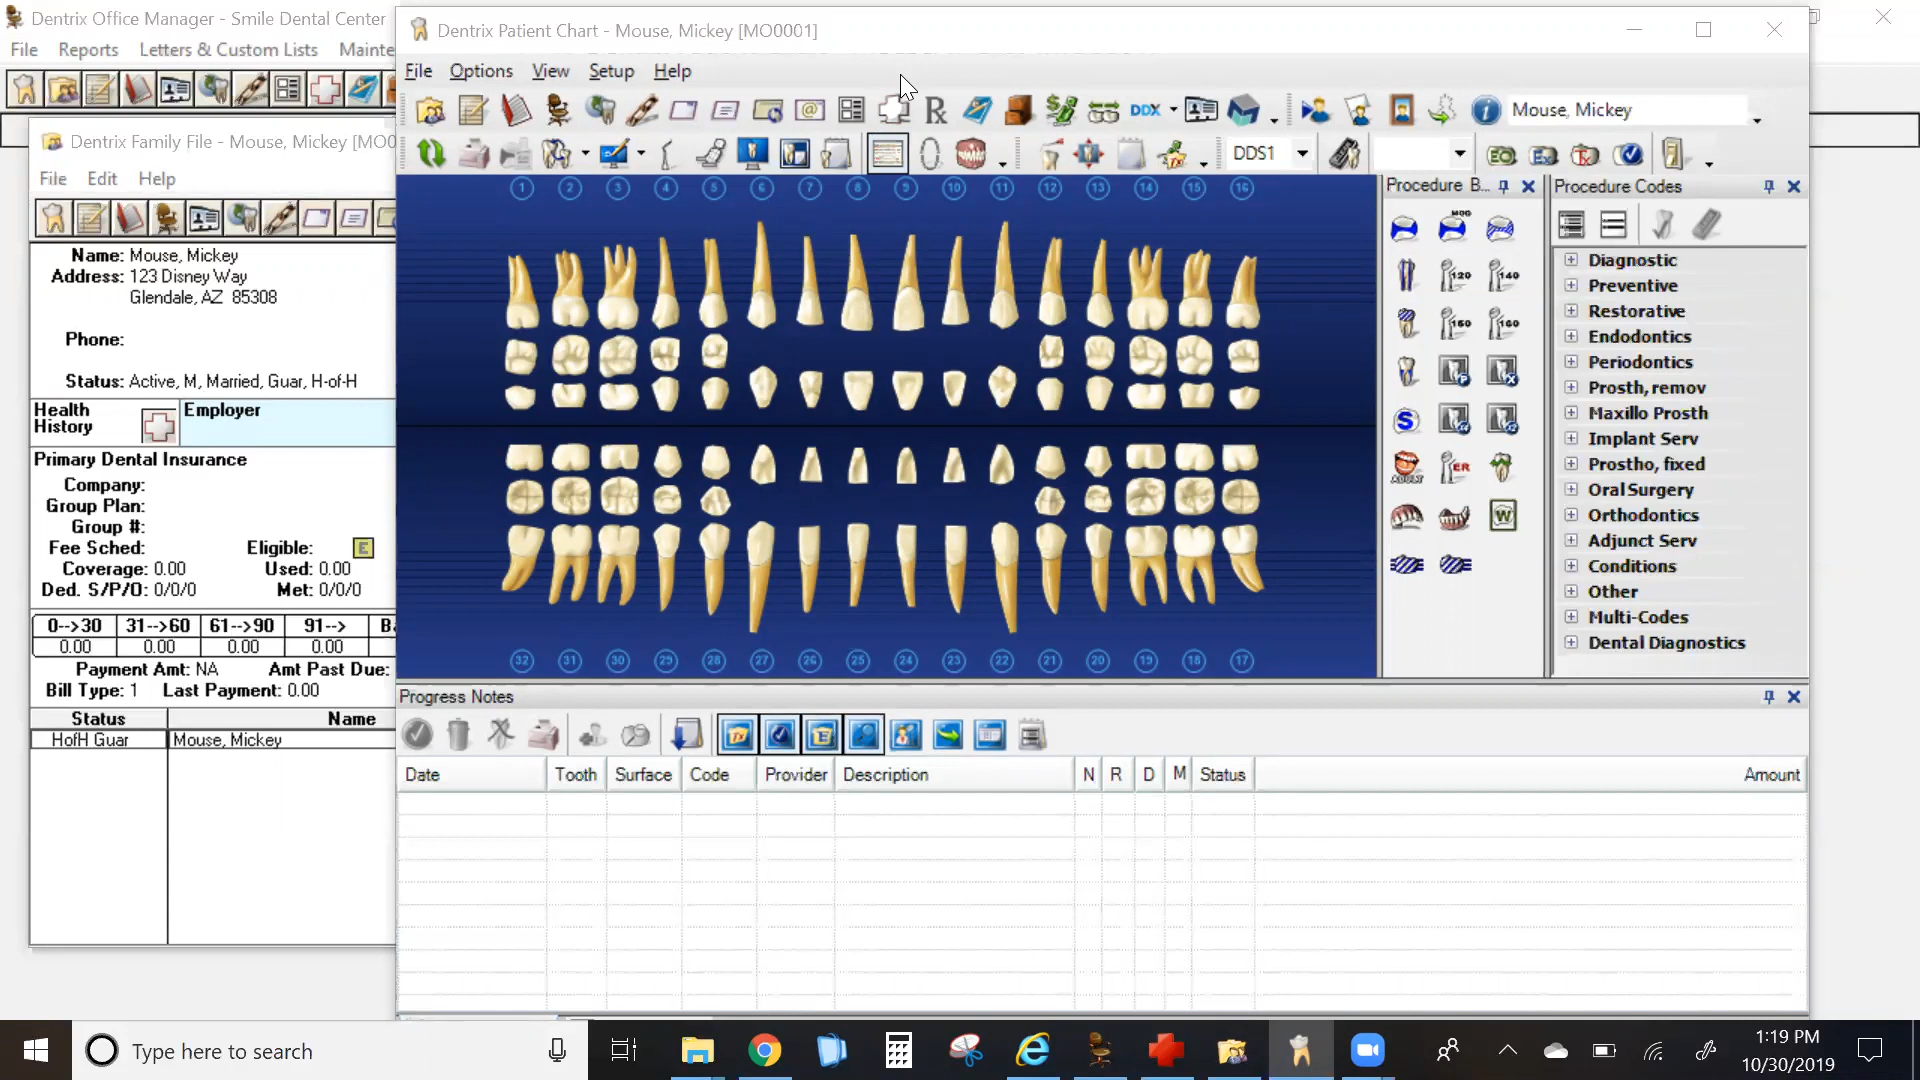 Dentrix Office Manager - Smile Dental Center
File Reports Letters & Custom Lists Mainte
Dentrix Family File - Mouse, Mickey [MO0
File Edit Help
Name: Mouse, Mickey
Address: 123 Disney Way
Glendale, AZ 85308
Phone:
Status: Active, M, Married, Guar, H-of-H
Health
History
Employer
Primary Dental Insurance
Company:
Group Plan:
Group #:
Fee Sched: Eligible: E
Coverage: 0.00 Used: 0.00
Ded. S/P/O: 0/0/0 Met: 0/0/0
0-->30 31-->60 61-->90 91--> B
0.00 0.00 0.00 0.00
Payment Amt: NA Amt Past Due:
Bill Type: 1 Last Payment: 0.00
Status Name
HofH Guar Mouse, Mickey
Dentrix Patient Chart - Mouse, Mickey [MO0001]
File Options View Setup Help
Rx DDX Mouse, Mickey
DDS1
1 2 3 4 5 6 7 8 9 10 11 12 13 14 15 16
32 31 30 29 28 27 26 25 24 23 22 21 20 19 18 17
Procedure B...
MOD
120 140
150 160
P X
S
ADULT ER
W
Procedure Codes
Diagnostic
Preventive
Restorative
Endodontics
Periodontics
Prosth, remov
Maxillo Prosth
Implant Serv
Prostho, fixed
Oral Surgery
Orthodontics
Adjunct Serv
Conditions
Other
Multi-Codes
Dental Diagnostics
Progress Notes
Date Tooth Surface Code Provider Description N R D M Status Amount
Type here to search
1:19 PM
10/30/2019